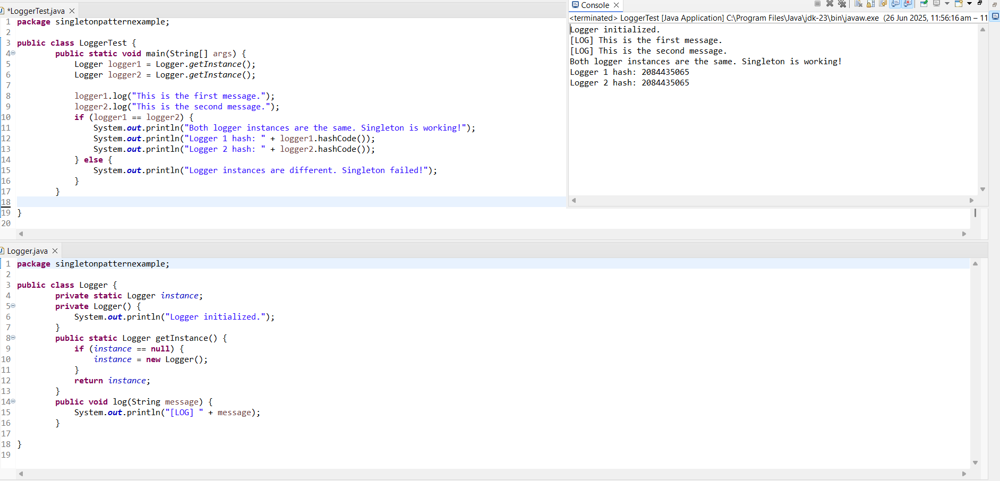 *LoggerTest.java
1 package singletonpatternexample;
2
3 public class LoggerTest {
4         public static void main(String[] args) {
5             Logger logger1 = Logger.getInstance();
6             Logger logger2 = Logger.getInstance();
7
8             logger1.log("This is the first message.");
9             logger2.log("This is the second message.");
10             if (logger1 == logger2) {
11                 System.out.println("Both logger instances are the same. Singleton is working!");
12                 System.out.println("Logger 1 hash: " + logger1.hashCode());
13                 System.out.println("Logger 2 hash: " + logger2.hashCode());
14             } else {
15                 System.out.println("Logger instances are different. Singleton failed!");
16             }
17         }
18
19 }
20
Console
<terminated> LoggerTest [Java Application] C:\Program Files\Java\jdk-23\bin\javaw.exe (26 Jun 2025, 11:56:16 am – 11
Logger initialized.
[LOG] This is the first message.
[LOG] This is the second message.
Both logger instances are the same. Singleton is working!
Logger 1 hash: 2084435065
Logger 2 hash: 2084435065
Logger.java
1 package singletonpatternexample;
2
3 public class Logger {
4         private static Logger instance;
5         private Logger() {
6             System.out.println("Logger initialized.");
7         }
8         public static Logger getInstance() {
9             if (instance == null) {
10                 instance = new Logger();
11             }
12             return instance;
13         }
14         public void log(String message) {
15             System.out.println("[LOG] " + message);
16         }
17
18 }
19